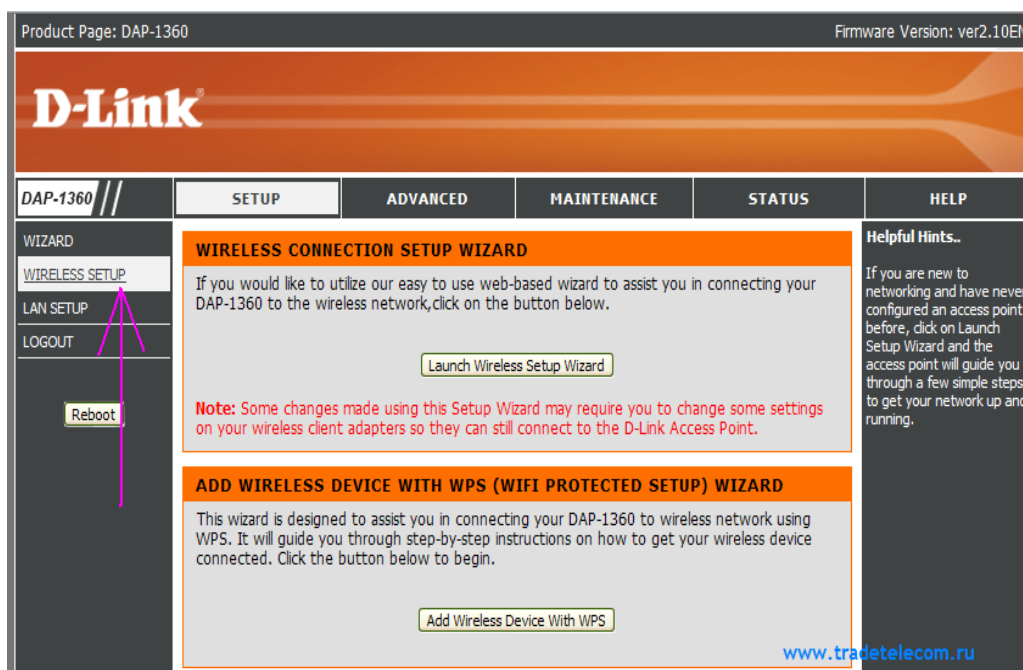 Product Page: DAP-1360
Firmware Version: ver2.10EN
D-Link®
DAP-1360
SETUP
ADVANCED
MAINTENANCE
STATUS
HELP
WIZARD
WIRELESS SETUP
LAN SETUP
LOGOUT
Reboot
WIRELESS CONNECTION SETUP WIZARD
If you would like to utilize our easy to use web-based wizard to assist you in connecting your
DAP-1360 to the wireless network,click on the button below.
Launch Wireless Setup Wizard
Note: Some changes made using this Setup Wizard may require you to change some settings
on your wireless client adapters so they can still connect to the D-Link Access Point.
ADD WIRELESS DEVICE WITH WPS (WIFI PROTECTED SETUP) WIZARD
This wizard is designed to assist you in connecting your DAP-1360 to wireless network using
WPS. It will guide you through step-by-step instructions on how to get your wireless device
connected. Click the button below to begin.
Add Wireless Device With WPS
Helpful Hints..
If you are new to
networking and have never
configured an access point
before, click on Launch
Setup Wizard and the
access point will guide you
through a few simple steps
to get your network up and
running.
www.tradetelecom.ru